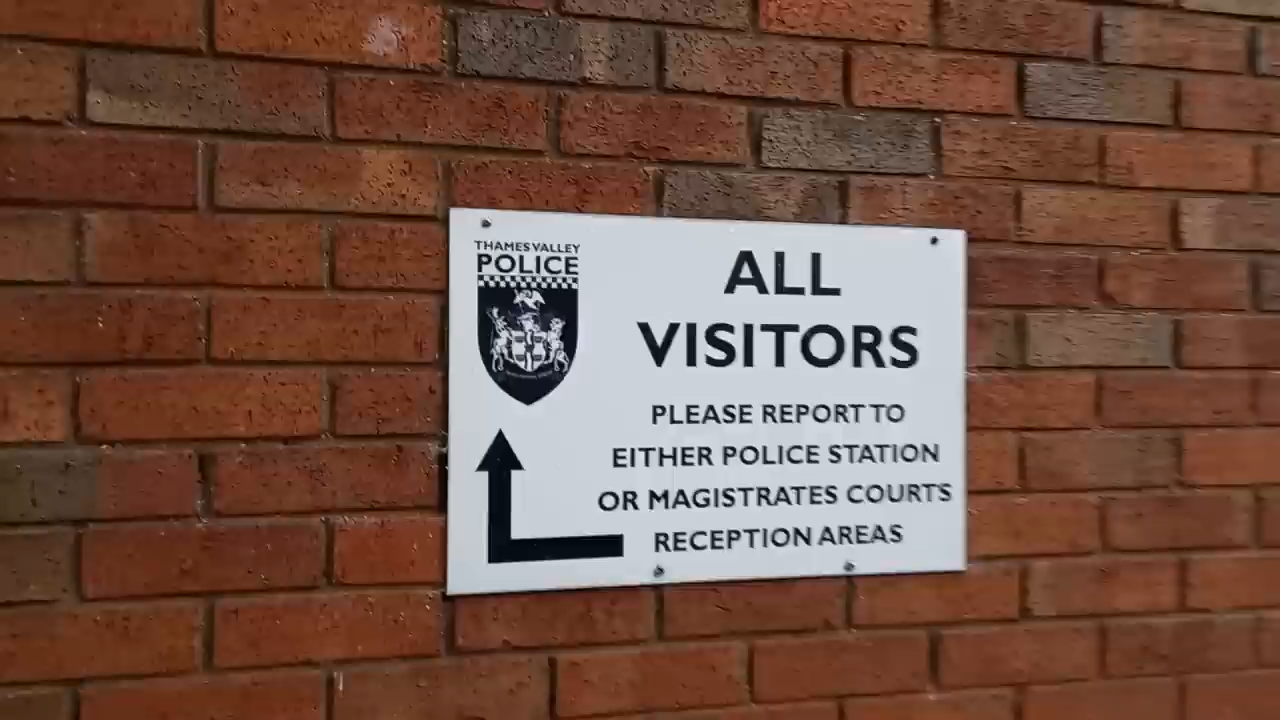 THAMES VALLEY
POLICE
ALL
VISITORS
PLEASE REPORT TO
EITHER POLICE STATION
OR MAGISTRATES COURTS
RECEPTION AREAS